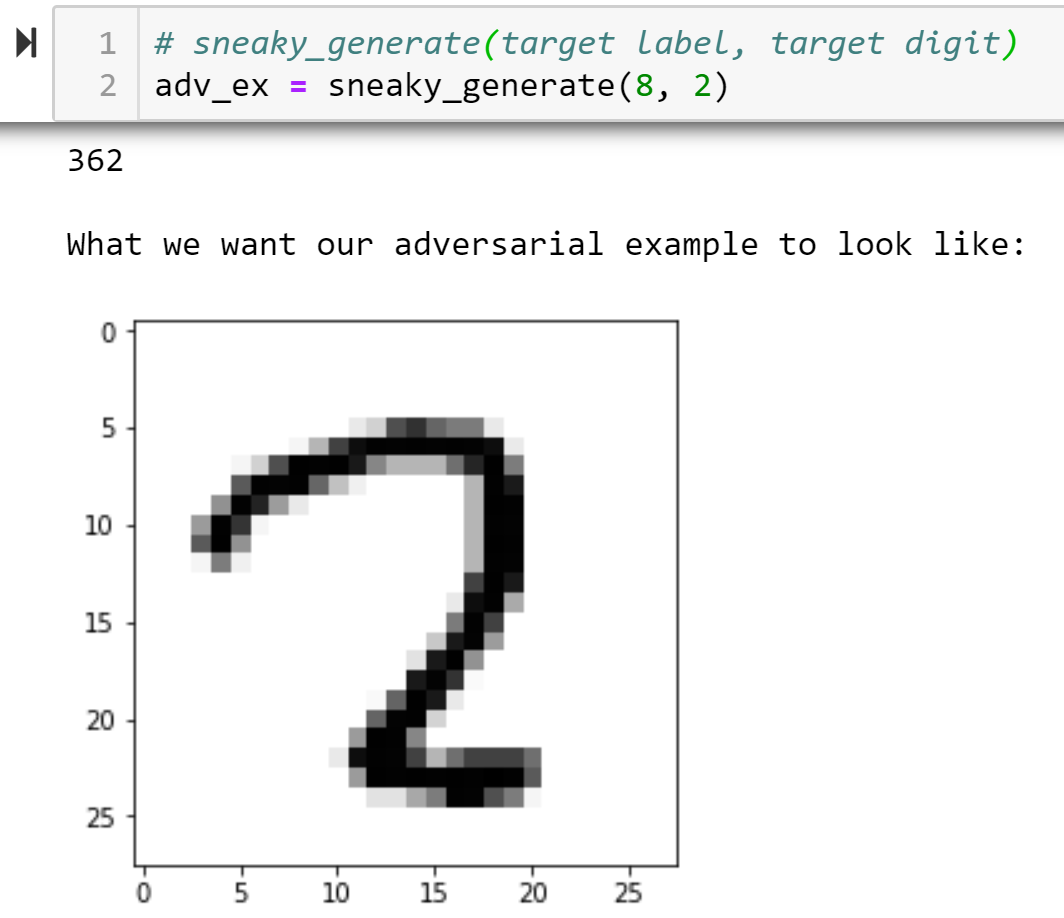 1 # sneaky_generate(target label, target digit)
2 adv_ex = sneaky_generate(8, 2)
362
What we want our adversarial example to look like:
0
5
10
15
20
25
0 5 10 15 20 25